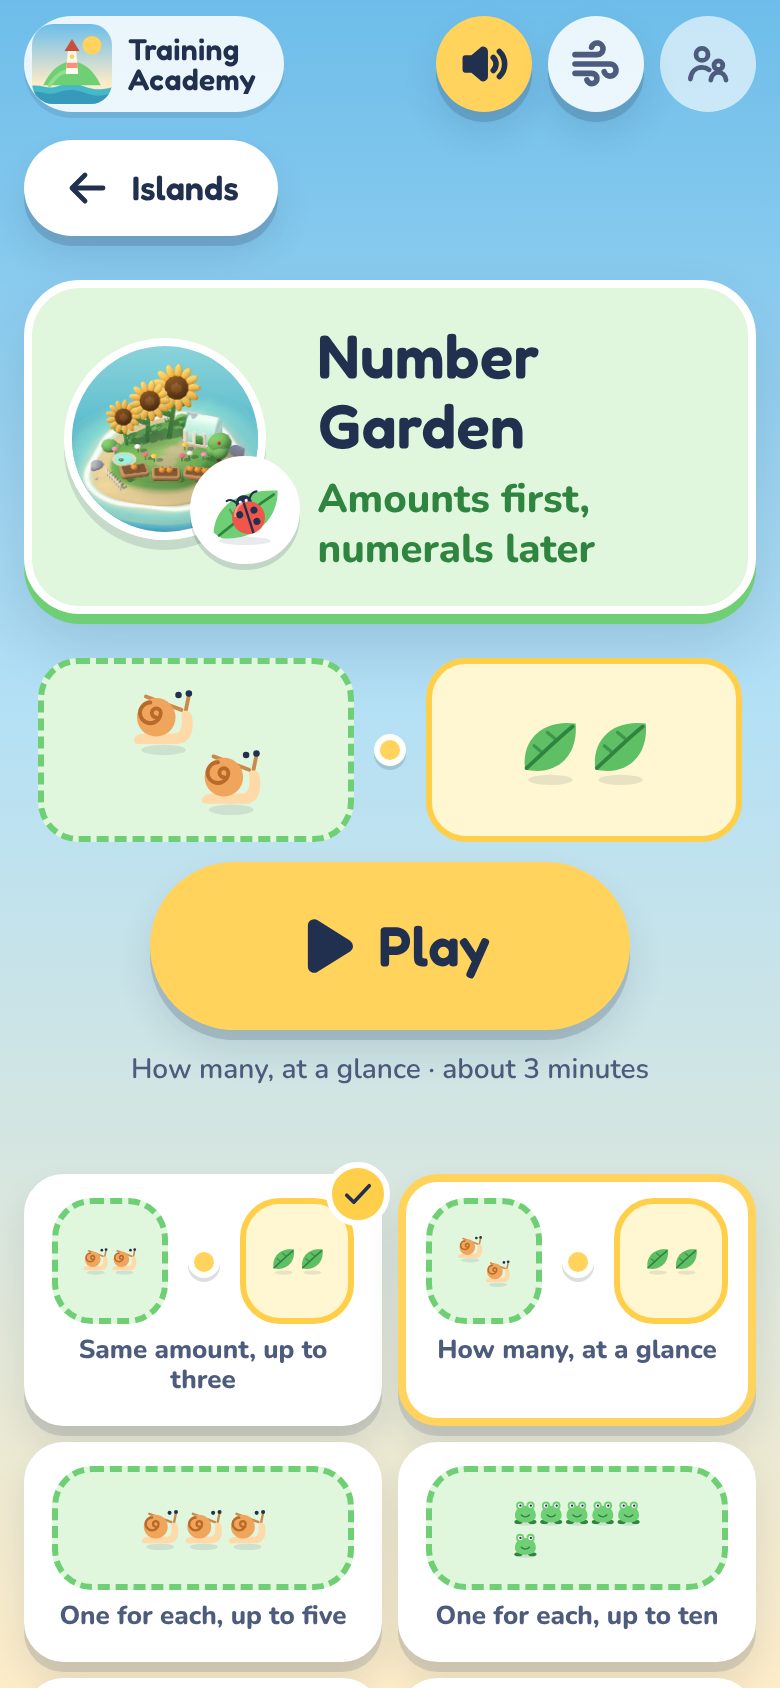 Training
Academy
Islands
Number
Garden
Amounts first,
numerals later
Play
How many, at a glance · about 3 minutes
Same amount, up to
three
How many, at a glance
One for each, up to five
One for each, up to ten